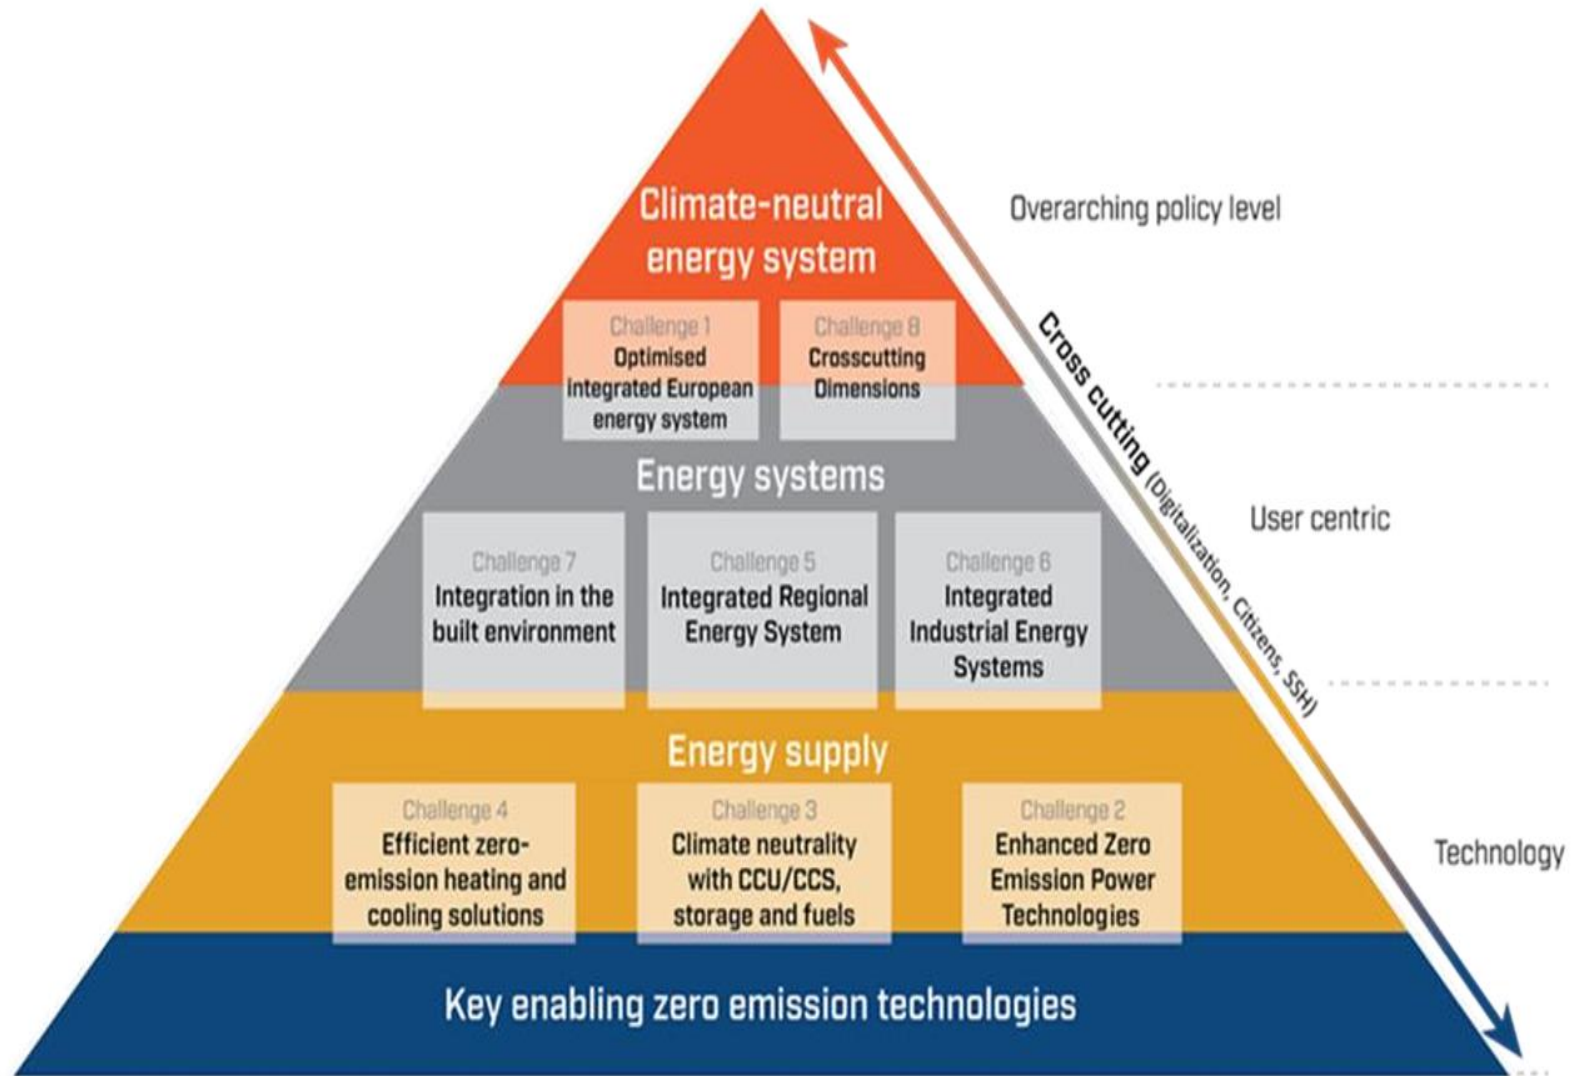 Climate-neutral
energy system
Overarching policy level
Challenge 1
Optimised
integrated European
energy system
Challenge 8
Crosscutting
Dimensions
Cross cutting (Digitalization, Citizens, SSH)
Energy systems
User centric
Challenge 7
Integration in the
built environment
Challenge 5
Integrated Regional
Energy System
Challenge 6
Integrated
Industrial Energy
Systems
Energy supply
Challenge 4
Efficient zero-
emission heating and
cooling solutions
Challenge 3
Climate neutrality
with CCU/CCS,
storage and fuels
Challenge 2
Enhanced Zero
Emission Power
Technologies
Technology
Key enabling zero emission technologies